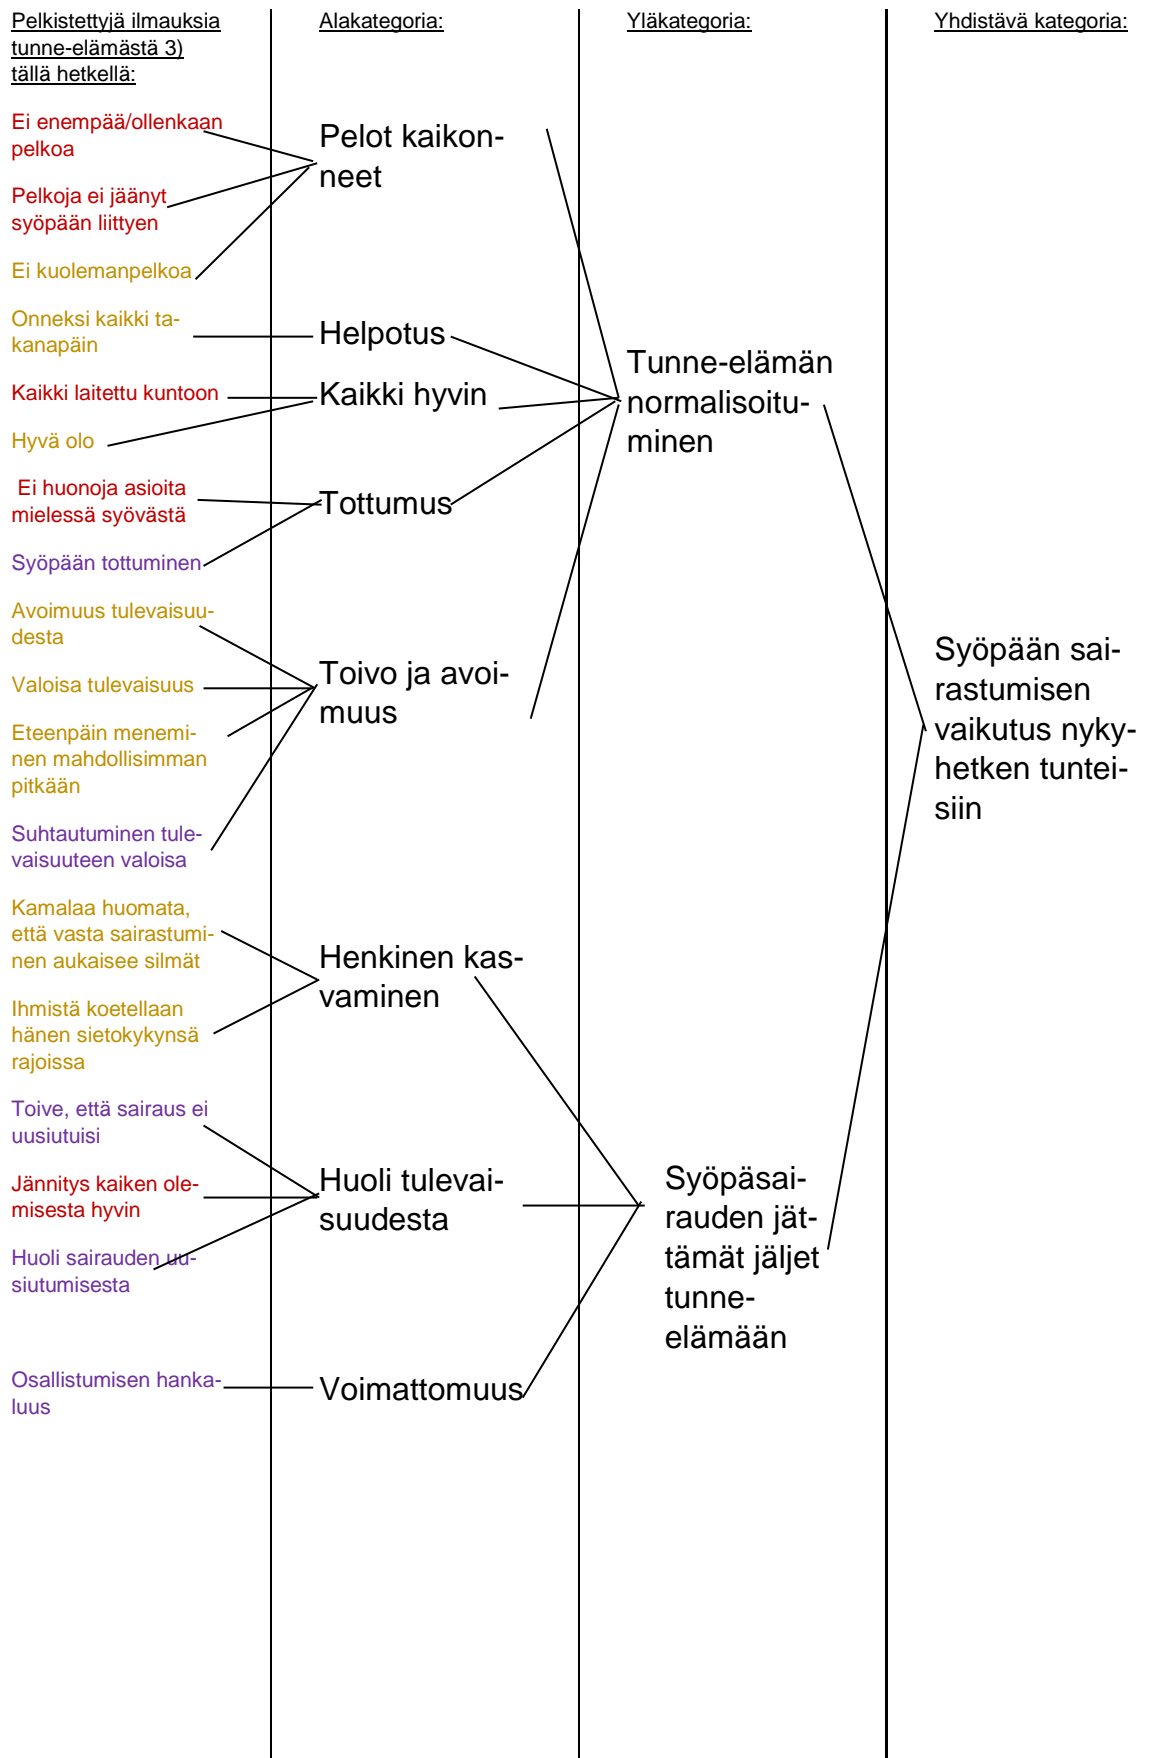 Pelkistettyjä ilmauksia
tunne-elämästä 3)
tällä hetkellä:
Ei enempää/ollenkaan
pelkoa
Pelkoja ei jäänyt
syöpään liittyen
Ei kuolemanpelkoa
Onneksi kaikki ta-
kanapäin
Kaikki laitettu kuntoon
Hyvä olo
Ei huonoja asioita
mielessä syövästä
Syöpään tottuminen
Avoimuus tulevaisuu-
desta
Valoisa tulevaisuus
Eteenpäin menemi-
nen mahdollisimman
pitkään
Suhtautuminen tule-
vaisuuteen valoisa
Kamalaa huomata,
että vasta sairastumi-
nen aukaisee silmät
Ihmistä koetellaan
hänen sietokykynsä
rajoissa
Toive, että sairaus ei
uusiutuisi
Jännitys kaiken ole-
misesta hyvin
Huoli sairauden uu-
siutumisesta
Osallistumisen hanka-
luus
Alakategoria:
Pelot kaikon-
neet
Helpotus
Kaikki hyvin
Tottumus
Toivo ja avoi-
muus
Henkinen kas-
vaminen
Huoli tulevai-
suudesta
Voimattomuus
Yläkategoria:
Tunne-elämän
normalisoitu-
minen
Syöpäsai-
rauden jät-
tämät jäljet
tunne-
elämään
Yhdistävä kategoria:
Syöpään sai-
rastumisen
vaikutus nyky-
hetken tuntei-
siin